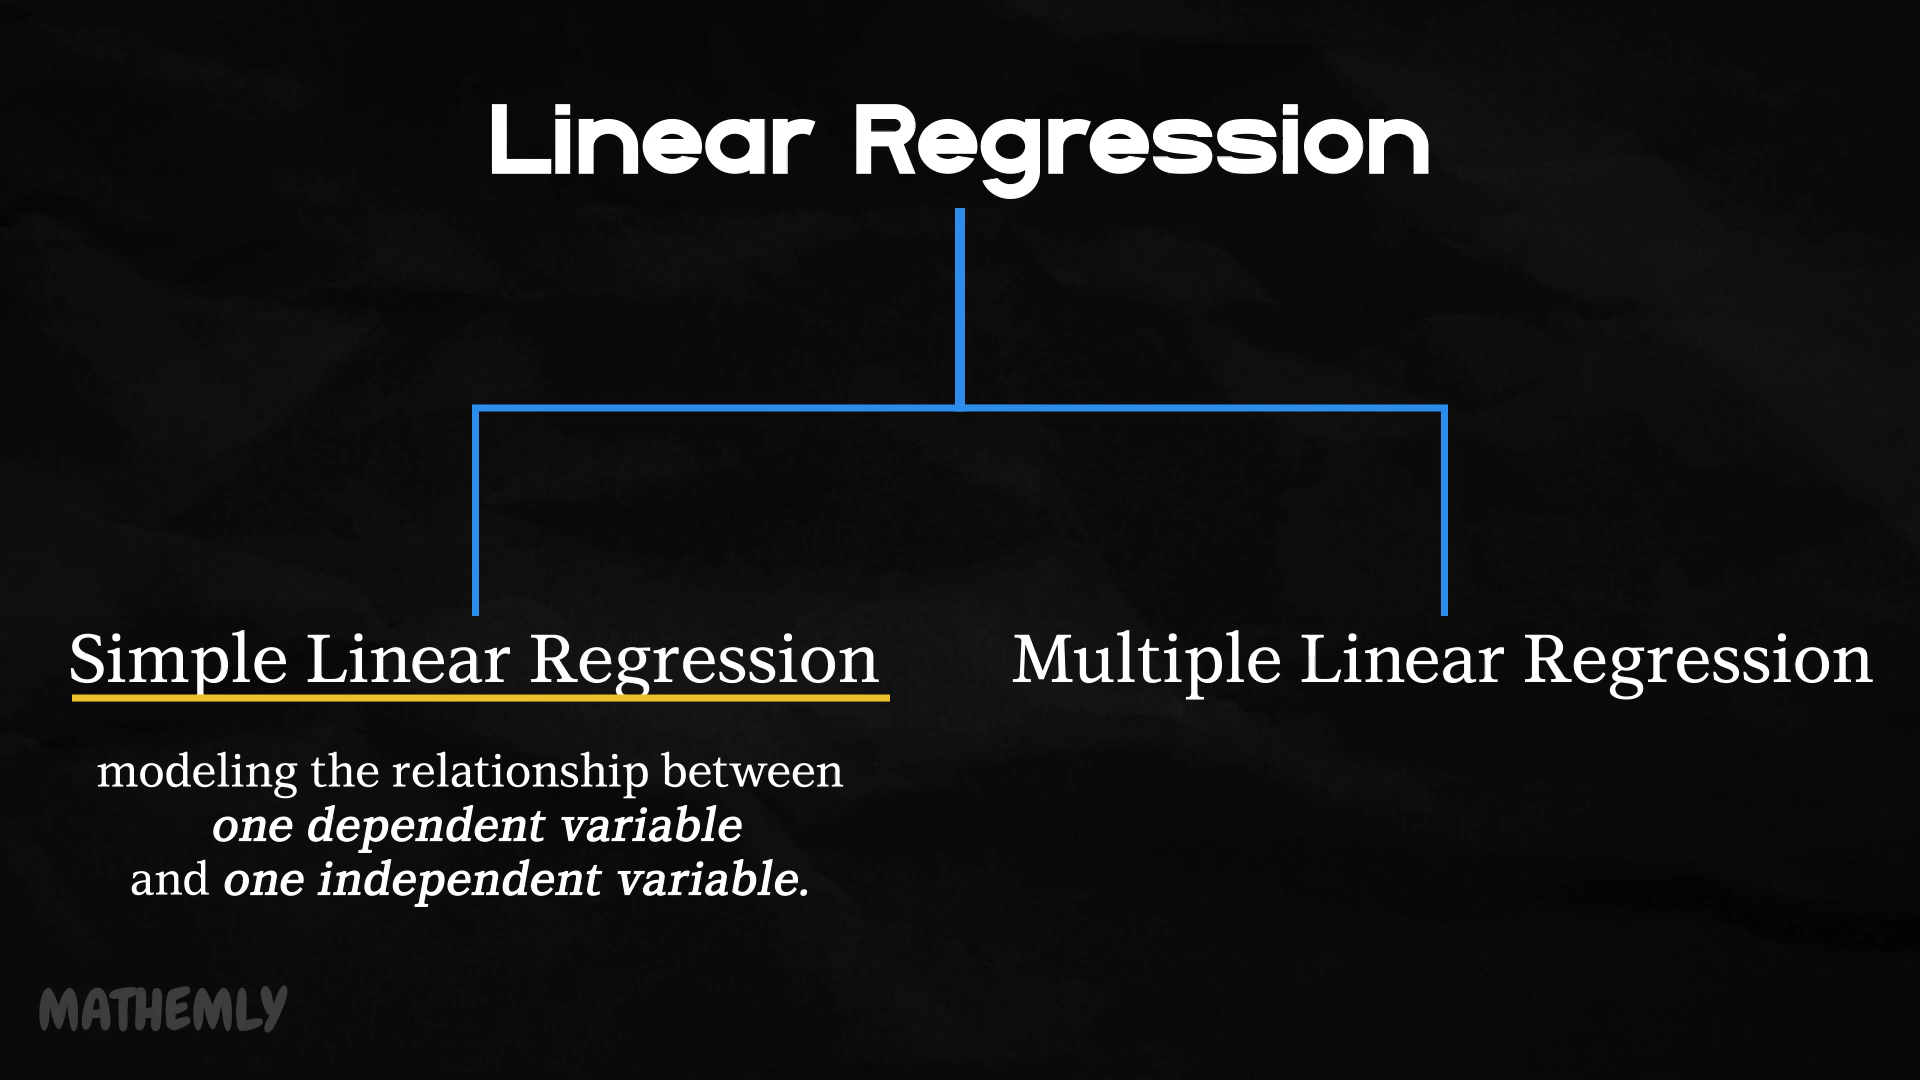 Linear Regression
Simple Linear Regression
modeling the relationship between
one dependent variable
and one independent variable.
Multiple Linear Regression
MATHEMLY